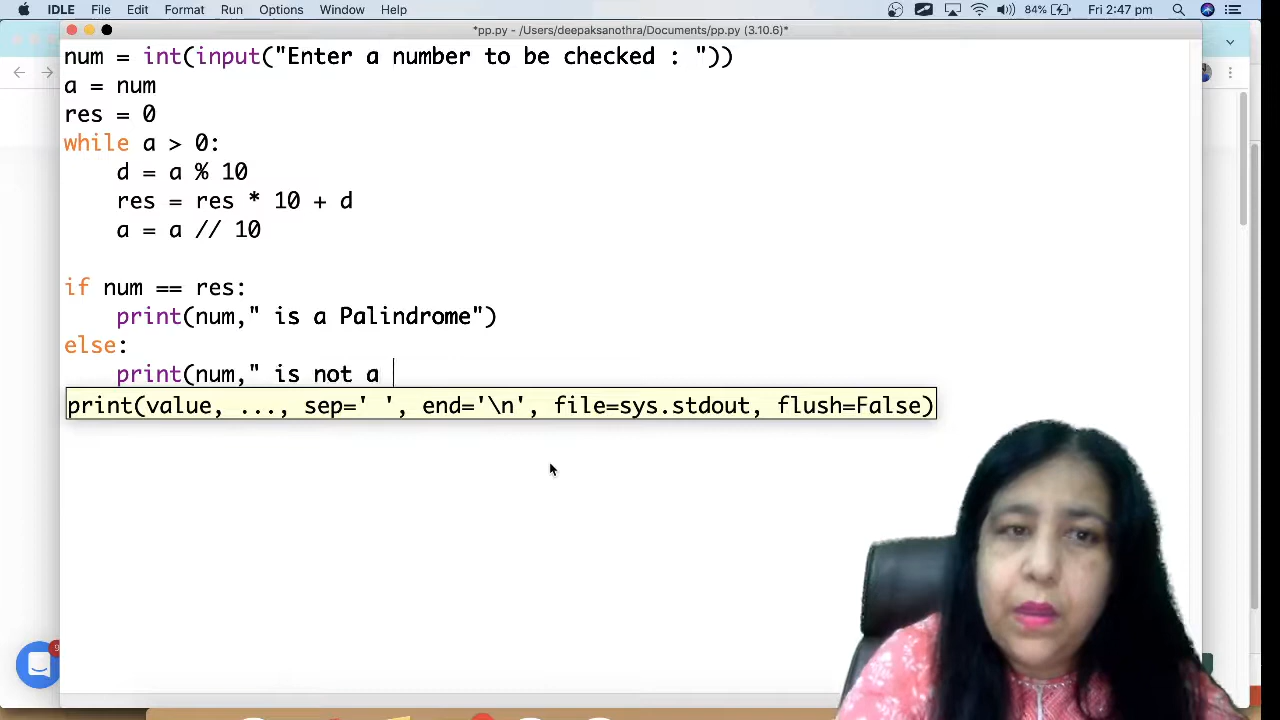 IDLE File Edit Format Run Options Window Help 84% Fri 2:47 pm
*pp.py - /Users/deepaksanothra/Documents/pp.py (3.10.6)*
num = int(input("Enter a number to be checked : "))
a = num
res = 0
while a > 0:
    d = a % 10
    res = res * 10 + d
    a = a // 10
if num == res:
    print(num," is a Palindrome")
else:
    print(num," is not a
print(value, ..., sep=' ', end='\n', file=sys.stdout, flush=False)
9